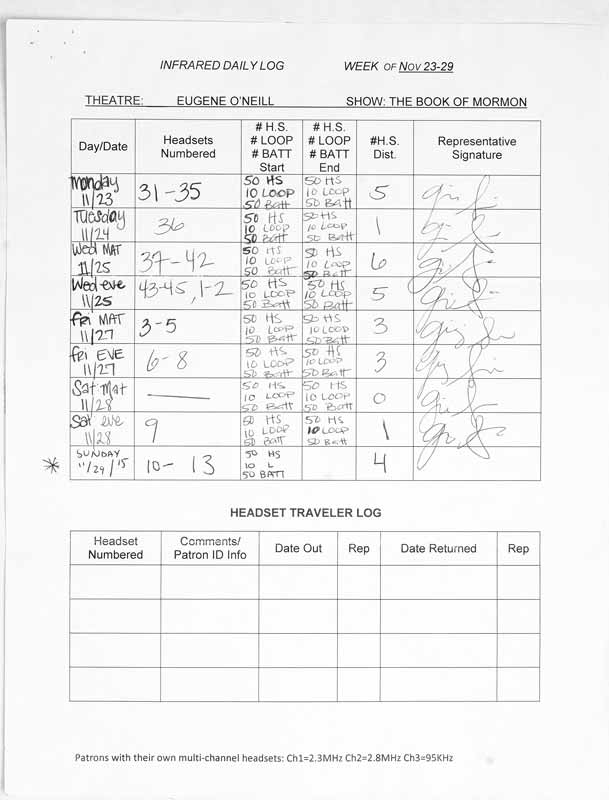 INFRARED DAILY LOG WEEK OF NOV 23-29
THEATRE: EUGENE O'NEILL SHOW: THE BOOK OF MORMON
Day/Date
Headsets
Numbered
# H.S.
# LOOP
# BATT
Start
# H.S.
# LOOP
# BATT
End
#H.S.
Dist.
Representative
Signature
Monday
11/23
31-35
50 HS
10 LOOP
50 Batt
50 HS
10 LOOP
50 Batt
5
Tuesday
11/24
36
50 HS
10 LOOP
50 Batt
50 HS
10 LOOP
50 Batt
1
Wed MAT
11/25
37-42
50 HS
10 LOOP
50 Batt
50 HS
10 LOOP
50 Batt
6
Wed eve
11/25
43-45, 1-2
50 HS
10 LOOP
50 Batt
50 HS
10 LOOP
50 Batt
5
Fri MAT
11/27
3-5
50 HS
10 LOOP
50 Batt
50 HS
10 LOOP
50 Batt
3
Fri EVE
11/27
6-8
50 HS
10 LOOP
50 Batt
50 HS
10 LOOP
50 Batt
3
Sat Mat
11/28
50 HS
10 LOOP
50 Batt
50 HS
10 LOOP
50 Batt
0
Sat eve
11/28
9
50 HS
10 LOOP
50 Batt
50 HS
10 LOOP
50 Batt
1
* SUNDAY
11/29/15
10-13
50 HS
10 L
50 BATT
4
HEADSET TRAVELER LOG
Headset
Numbered
Comments/
Patron ID Info
Date Out
Rep
Date Returned
Rep
Patrons with their own multi-channel headsets: Ch1=2.3MHz Ch2=2.8MHz Ch3=95KHz